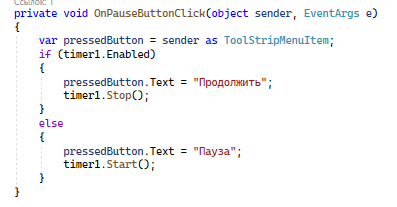 Ссылок: 1
private void OnPauseButtonClick(object sender, EventArgs e)
{
var pressedButton = sender as ToolStripMenuItem;
if (timer1.Enabled)
{
pressedButton.Text = "Продолжить";
timer1.Stop();
}
else
{
pressedButton.Text = "Пауза";
timer1.Start();
}
}